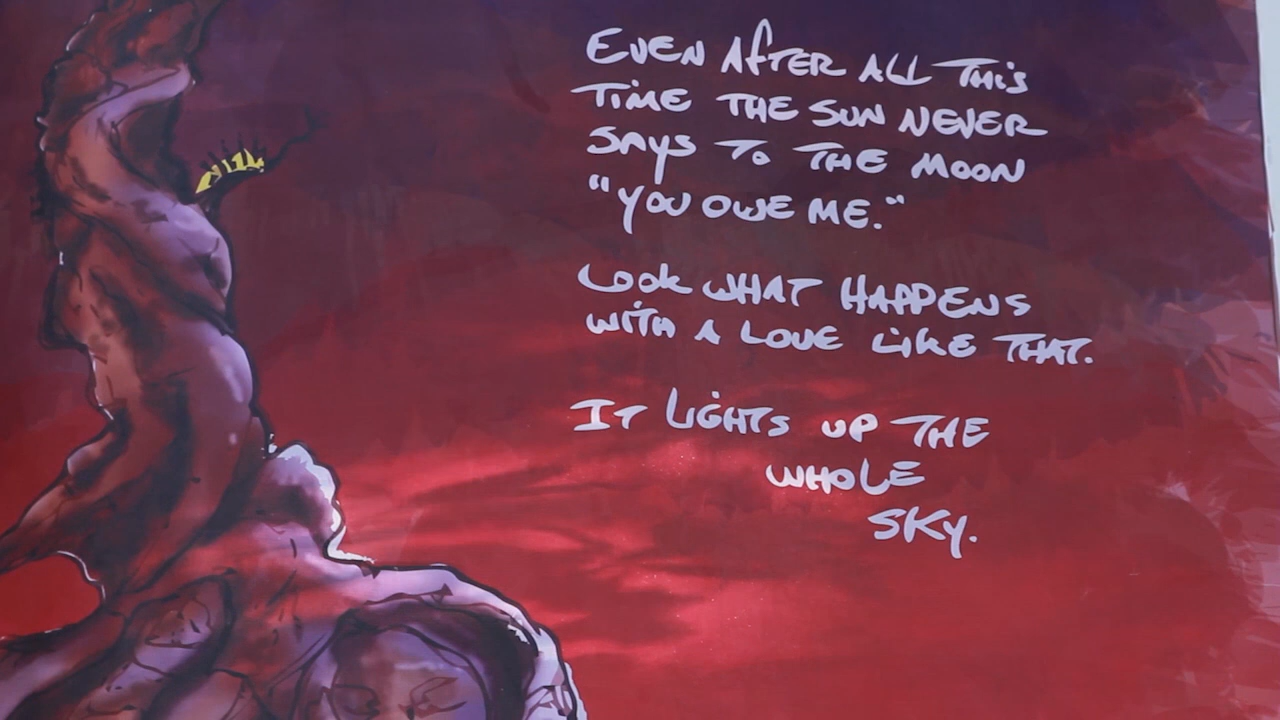 EVEN AFTER ALL THIS
TIME THE SUN NEVER
SAYS TO THE MOON
"YOU OWE ME."
LOOK WHAT HAPPENS
WITH A LOVE LIKE THAT.
IT LIGHTS UP THE
WHOLE
SKY.